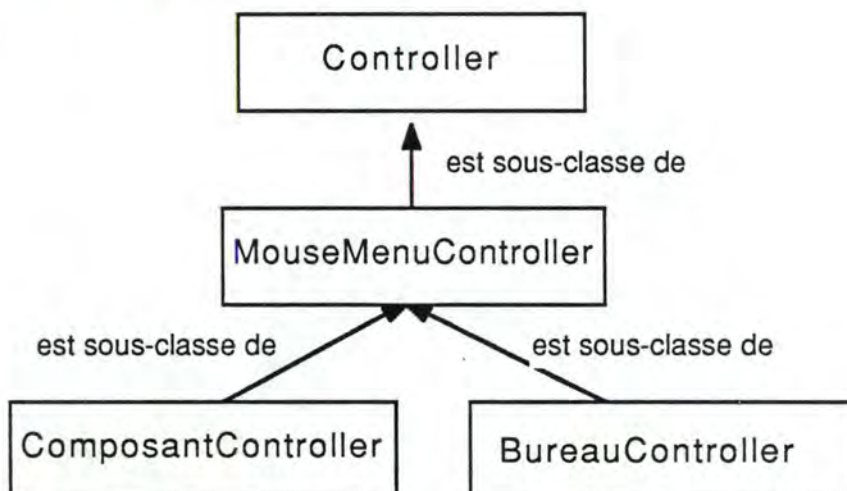 Controller
est sous-classe de
MouseMenuController
est sous-classe de
est sous-classe de
ComposantController
BureauController